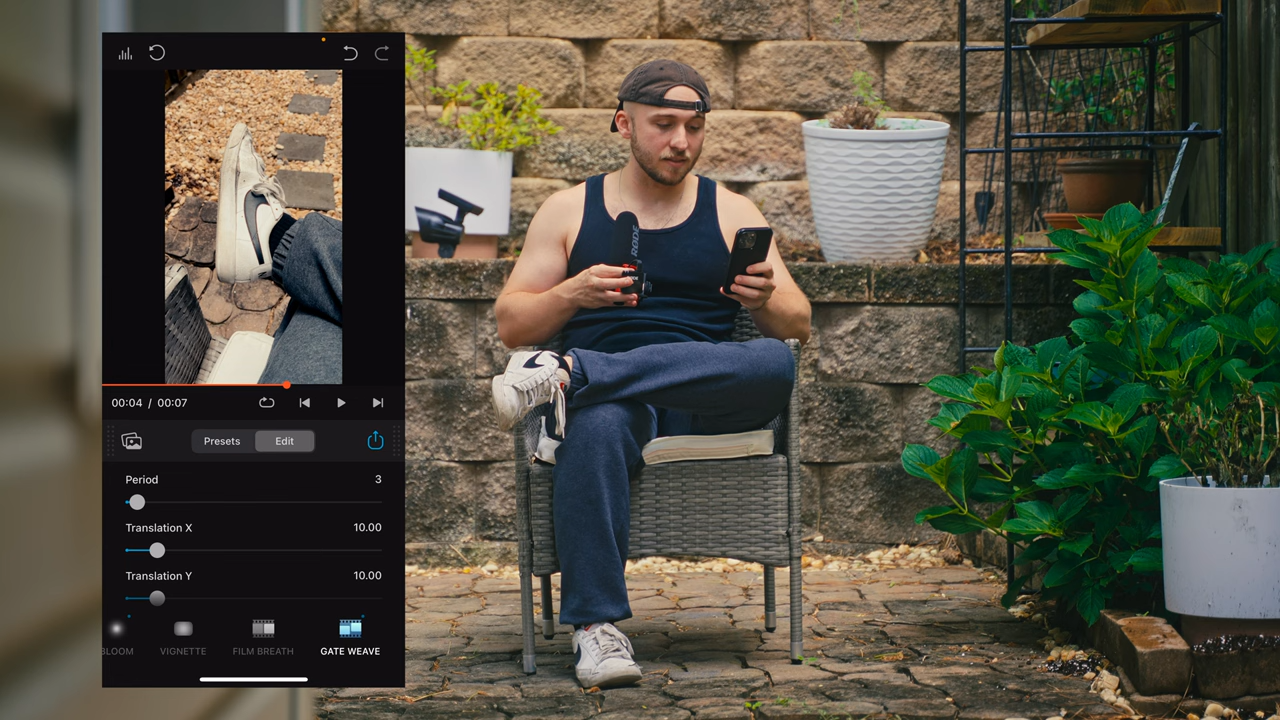 00:04 / 00:07
Presets Edit
Period 3
Translation X 10.00
Translation Y 10.00
BLOOM VIGNETTE FILM BREATH GATE WEAVE
RØDE